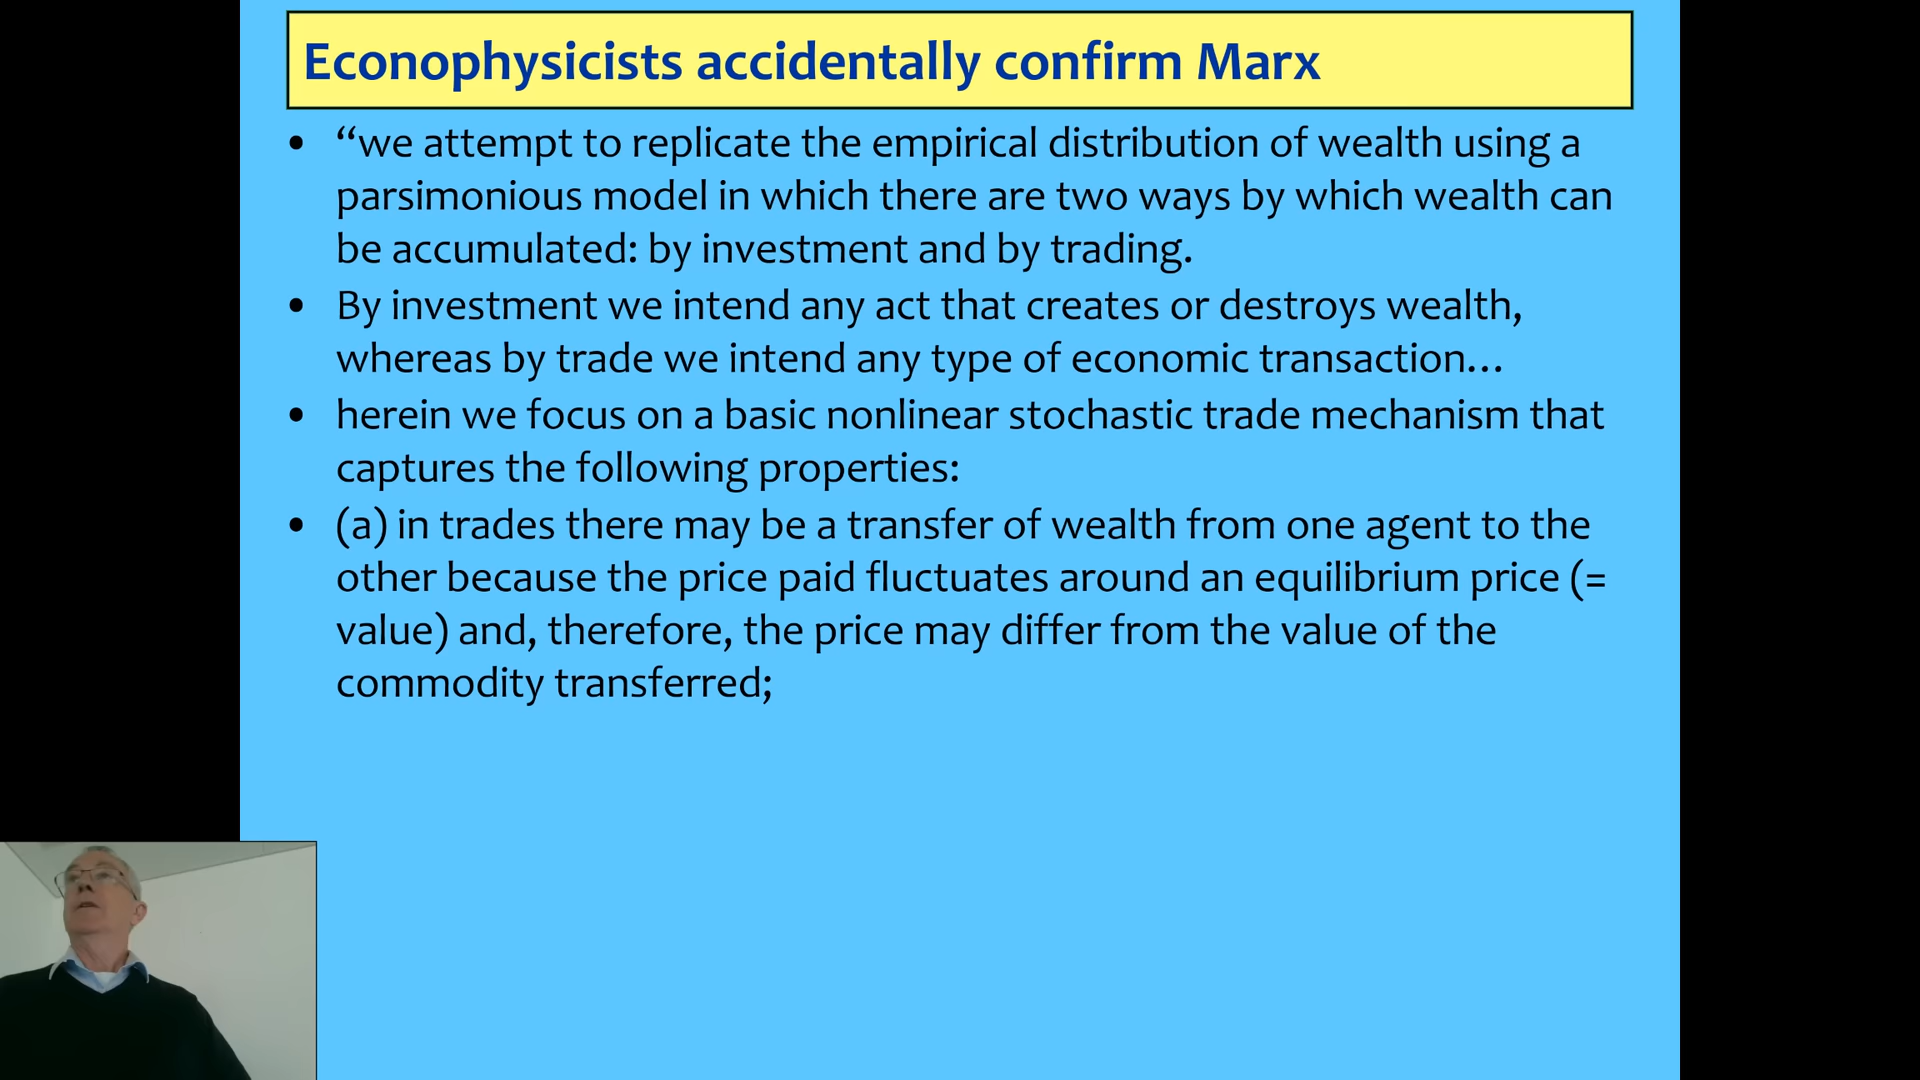 Econophysicists accidentally confirm Marx
• “we attempt to replicate the empirical distribution of wealth using a
parsimonious model in which there are two ways by which wealth can
be accumulated: by investment and by trading.
• By investment we intend any act that creates or destroys wealth,
whereas by trade we intend any type of economic transaction…
• herein we focus on a basic nonlinear stochastic trade mechanism that
captures the following properties:
• (a) in trades there may be a transfer of wealth from one agent to the
other because the price paid fluctuates around an equilibrium price (=
value) and, therefore, the price may differ from the value of the
commodity transferred;